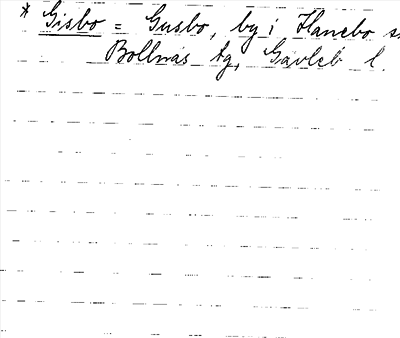 * Gisbo = Gusbo, by i Hanebo s.
Bollnäs tg, Gävleb l.